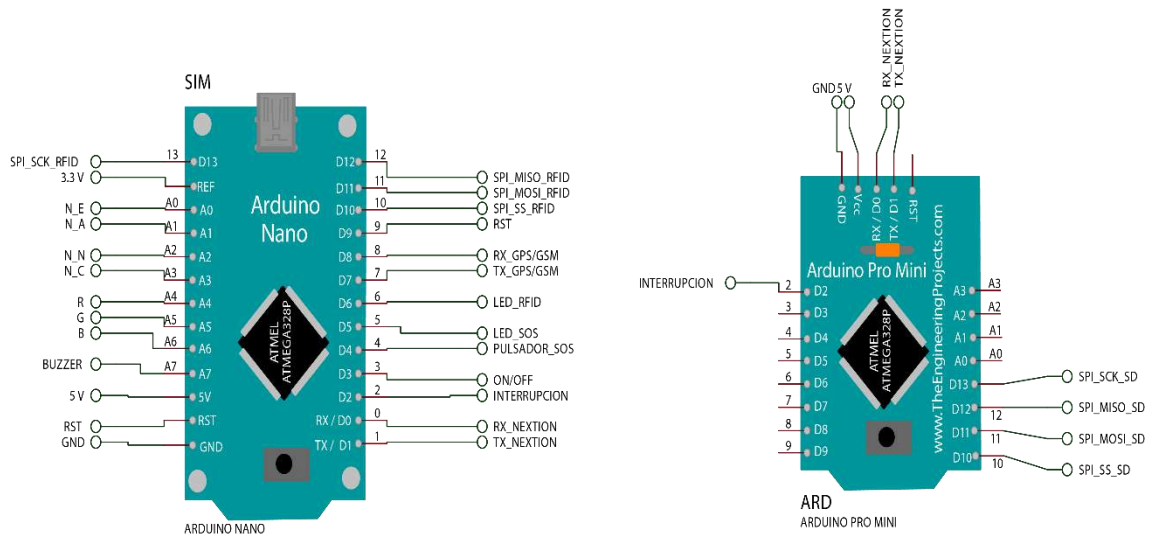 SIM
SPI_SCK_RFID
3.3 V
N_E
N_A
N_N
N_C
R
G
B
BUZZER
5 V
RST
GND
13
A0
A1
A2
A3
A4
A5
A6
A7
D13
REF
A0
A1
A2
A3
A4
A5
A6
A7
5V
RST
GND
Arduino
Nano
ATMEL
ATMEGA328P
D12
D11
D10
D9
D8
D7
D6
D5
D4
D3
D2
RX / D0
TX / D1
12
11
10
9
8
7
6
5
4
3
2
0
1
SPI_MISO_RFID
SPI_MOSI_RFID
SPI_SS_RFID
RST
RX_GPS/GSM
TX_GPS/GSM
LED_RFID
LED_SOS
PULSADOR_SOS
ON/OFF
INTERRUPCION
RX_NEXTION
TX_NEXTION
ARDUINO NANO
GND
5 V
RX_NEXTION
TX_NEXTION
GND
Vcc
RX / D0
TX / D1
RST
Arduino Pro Mini
INTERRUPCION
2
3
4
5
6
7
8
9
D2
D3
D4
D5
D6
D7
D8
D9
ATMEL
ATMEGA328P
www.TheEngineeringProjects.com
A3
A2
A1
A0
D13
D12
D11
D10
A3
A2
A1
A0
12
11
10
SPI_SCK_SD
SPI_MISO_SD
SPI_MOSI_SD
SPI_SS_SD
ARD
ARDUINO PRO MINI